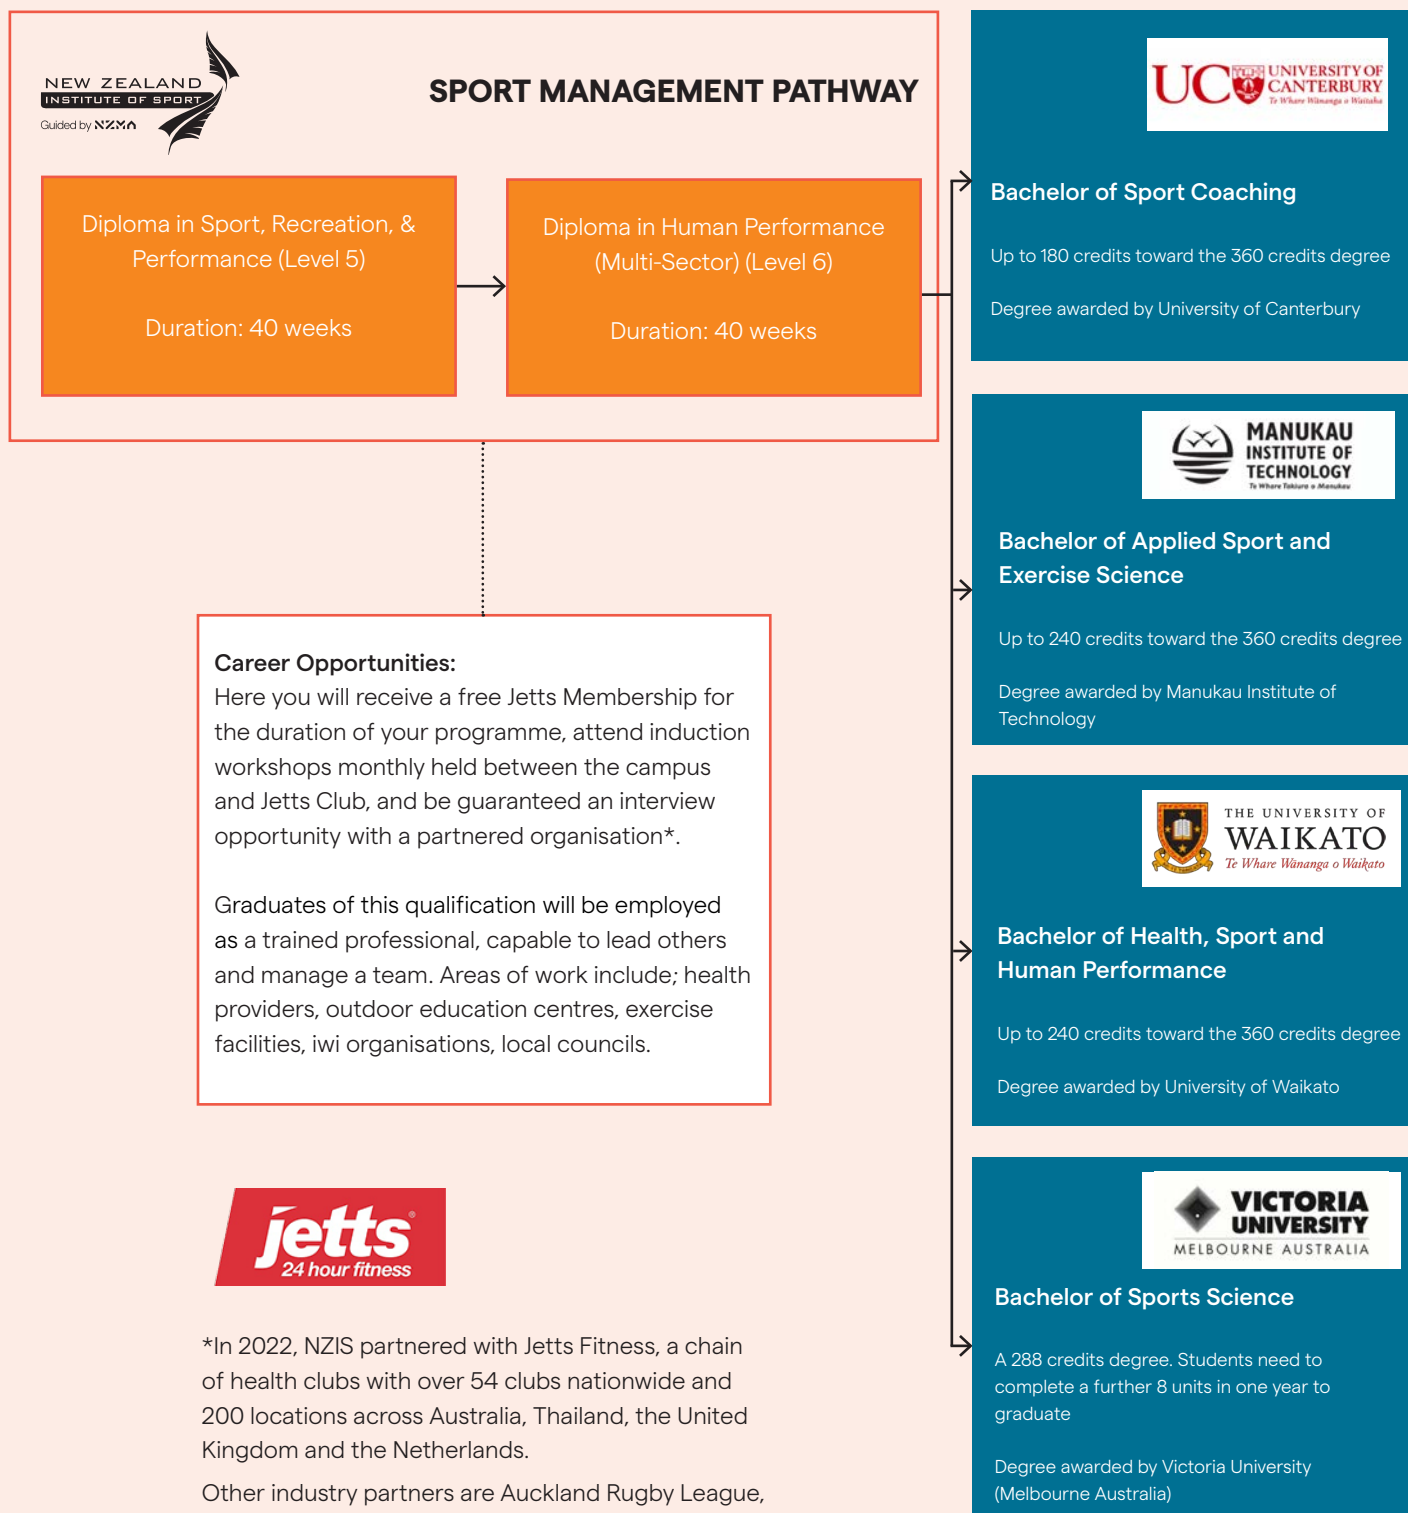 NEW ZEALAND
INSTITUTE OF SPORT
Guided by NZMA
SPORT MANAGEMENT PATHWAY
Diploma in Sport, Recreation, &
Performance (Level 5)
Duration: 40 weeks
Diploma in Human Performance
(Multi-Sector) (Level 6)
Duration: 40 weeks
Career Opportunities:
Here you will receive a free Jetts Membership for
the duration of your programme, attend induction
workshops monthly held between the campus
and Jetts Club, and be guaranteed an interview
opportunity with a partnered organisation*.
Graduates of this qualification will be employed
as a trained professional, capable to lead others
and manage a team. Areas of work include; health
providers, outdoor education centres, exercise
facilities, iwi organisations, local councils.
jetts®
24 hour fitness
*In 2022, NZIS partnered with Jetts Fitness, a chain
of health clubs with over 54 clubs nationwide and
200 locations across Australia, Thailand, the United
Kingdom and the Netherlands.
Other industry partners are Auckland Rugby League,
UC UNIVERSITY OF
CANTERBURY
Te Whare Wānanga o Waitaha
Bachelor of Sport Coaching
Up to 180 credits toward the 360 credits degree
Degree awarded by University of Canterbury
MANUKAU
INSTITUTE OF
TECHNOLOGY
Te Whare Takiura o Manukau
Bachelor of Applied Sport and
Exercise Science
Up to 240 credits toward the 360 credits degree
Degree awarded by Manukau Institute of
Technology
THE UNIVERSITY OF
WAIKATO
Te Whare Wānanga o Waikato
Bachelor of Health, Sport and
Human Performance
Up to 240 credits toward the 360 credits degree
Degree awarded by University of Waikato
VICTORIA
UNIVERSITY
MELBOURNE AUSTRALIA
Bachelor of Sports Science
A 288 credits degree. Students need to
complete a further 8 units in one year to
graduate
Degree awarded by Victoria University
(Melbourne Australia)